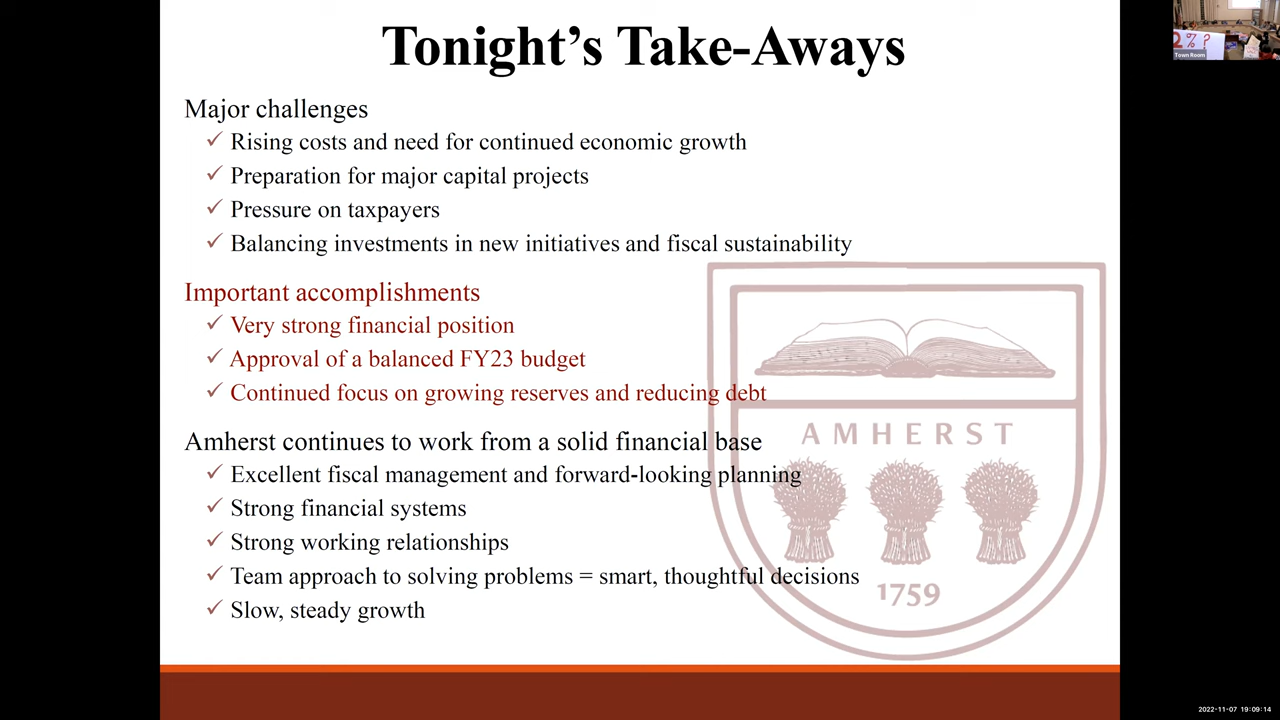 Tonight's Take-Aways
2%?
Town Room
Major challenges
✓ Rising costs and need for continued economic growth
✓ Preparation for major capital projects
✓ Pressure on taxpayers
✓ Balancing investments in new initiatives and fiscal sustainability
Important accomplishments
✓ Very strong financial position
✓ Approval of a balanced FY23 budget
✓ Continued focus on growing reserves and reducing debt
Amherst continues to work from a solid financial base
✓ Excellent fiscal management and forward-looking planning
✓ Strong financial systems
✓ Strong working relationships
✓ Team approach to solving problems = smart, thoughtful decisions
✓ Slow, steady growth
AMHERST
1759
2022-11-07 19:09:14